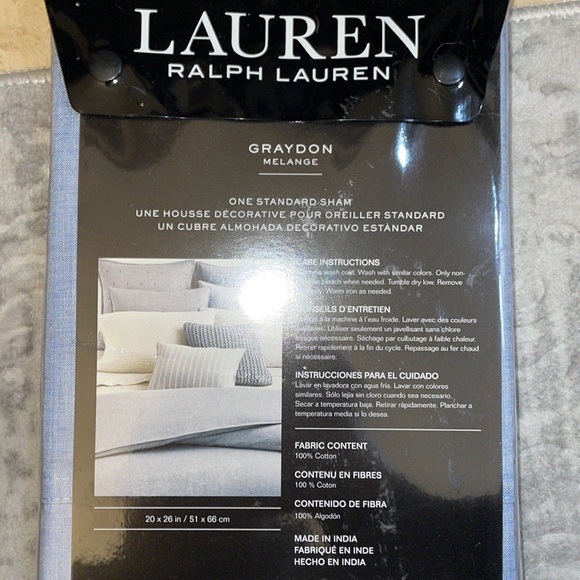 LAUREN
RALPH LAUREN
GRAYDON
MELANGE
ONE STANDARD SHAM
UNE HOUSSE DÉCORATIVE POUR OREILLER STANDARD
UN CUBRE ALMOHADA DECORATIVO ESTÁNDAR
CARE INSTRUCTIONS
wash cold. Wash with similar colors. Only non-
bleach when needed. Tumble dry low. Remove
Warm iron as needed.
CONSEILS D'ENTRETIEN
à la machine à l'eau froide. Laver avec des couleurs
Utiliser seulement un javellisant sans chlore
lorsque nécessaire. Séchage par culbutage à faible chaleur.
Retirer rapidement à la fin du cycle. Repassage au fer chaud
si nécessaire.
INSTRUCCIONES PARA EL CUIDADO
Lavar en lavadora con agua fría. Lavar con colores
similares. Sólo lejía sin cloro cuando sea necesario.
Secar a temperatura baja. Retirar rápidamente. Planchar a
temperatura media si lo desea.
FABRIC CONTENT
100% Cotton
CONTENU EN FIBRES
100 % Coton
CONTENIDO DE FIBRA
100% Algodón
20 x 26 in / 51 x 66 cm
MADE IN INDIA
FABRIQUÉ EN INDE
HECHO EN INDIA